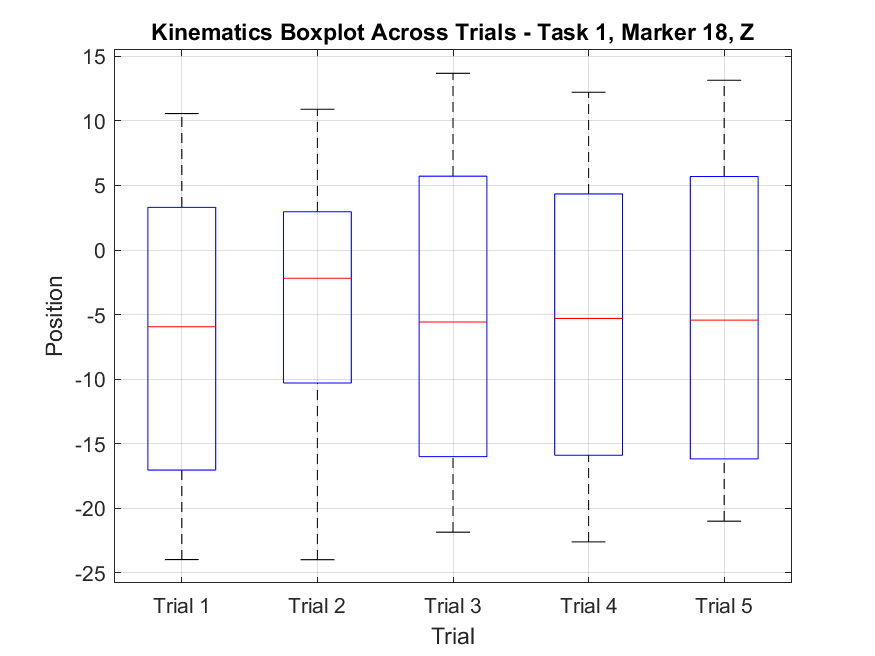 Kinematics Boxplot Across Trials - Task 1, Marker 18, Z
15
10
5
0
-5
-10
-15
-20
-25
Position
Trial 1 Trial 2 Trial 3 Trial 4 Trial 5
Trial